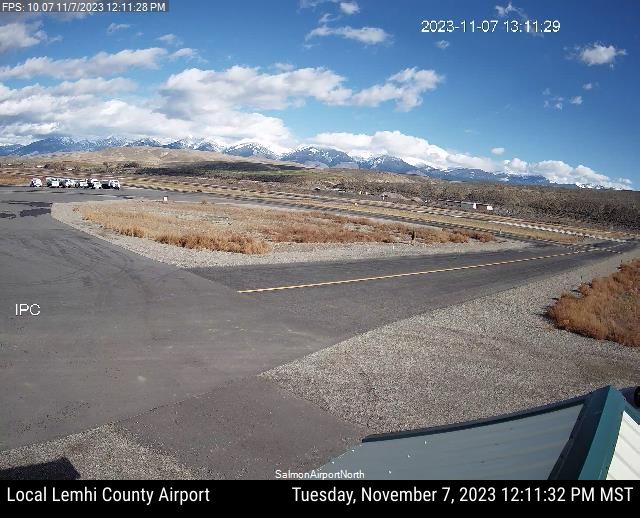 FPS: 10.07 11/7/2023 12:11:28 PM
2023-11-07 13:11:29
IPC
SalmonAirportNorth
Local Lemhi County Airport
Tuesday, November 7, 2023 12:11:32 PM MST